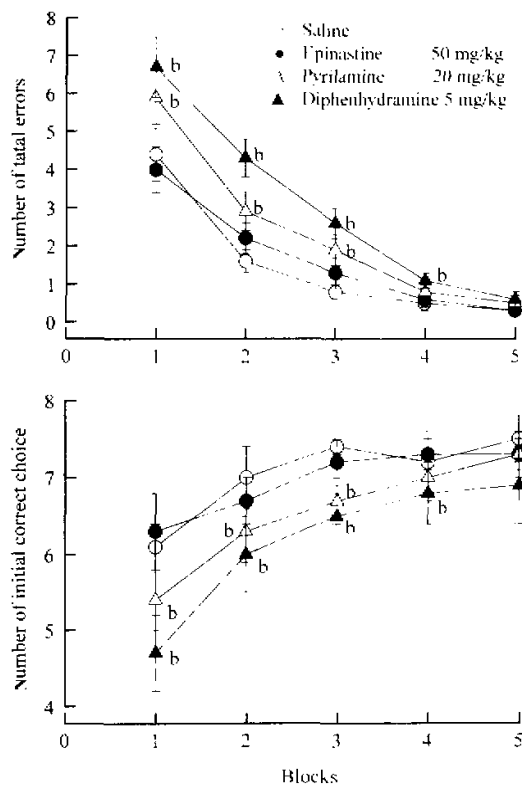 8
7
6
5
4
3
2
1
0
Number of tatal errors
Saline
Epinastine 50 mg/kg
Pyrilamine 20 mg/kg
Diphenhydramine 5 mg/kg
b
b
b
b
b
b
b
0 1 2 3 4 5
8
7
6
5
4
Number of initial correct choice
b
b
b
b
b
b
b
0 1 2 3 4 5
Blocks